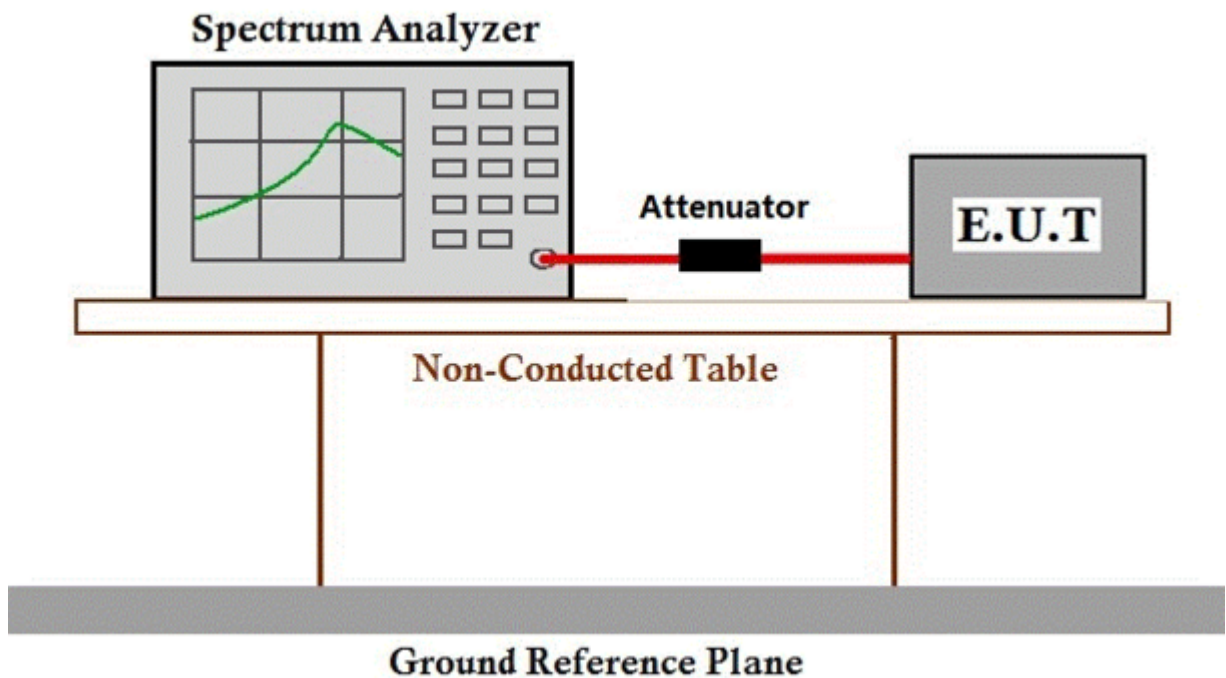 Spectrum Analyzer
Attenuator
E.U.T
Non-Conducted Table
Ground Reference Plane